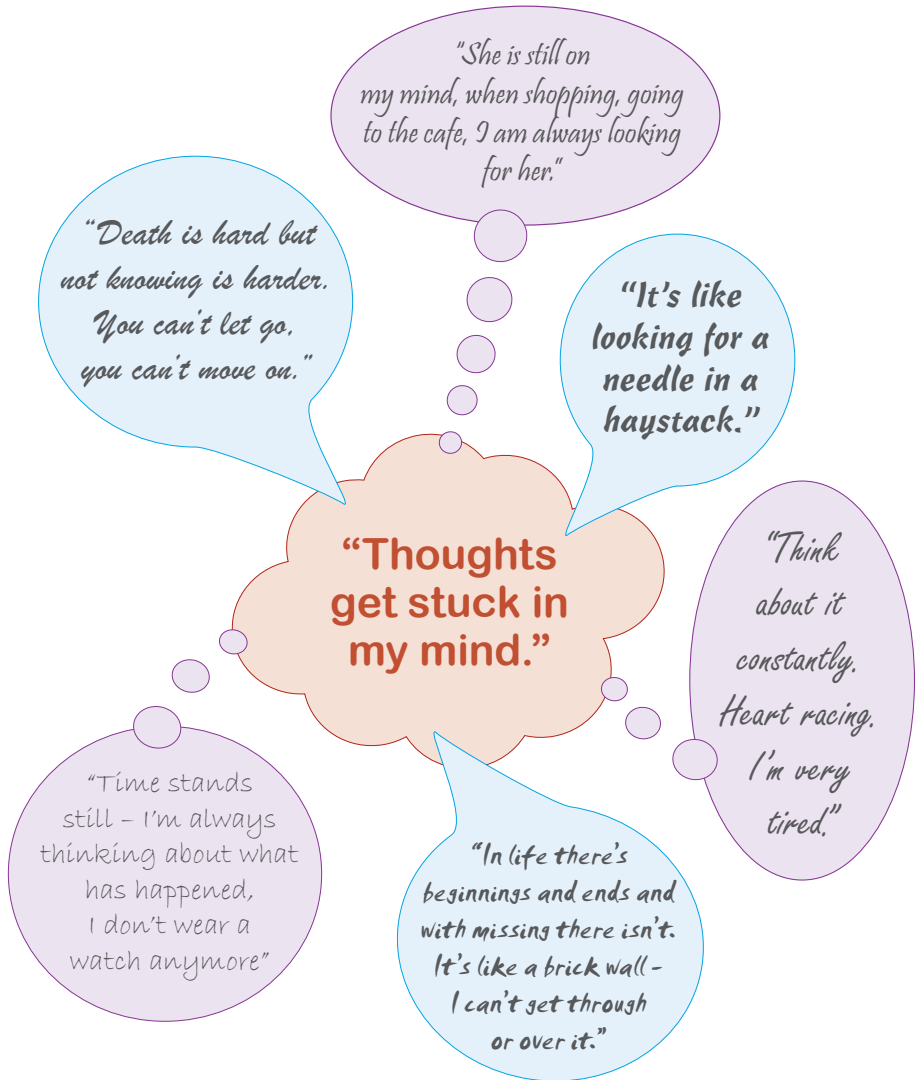 "She is still on
my mind, when shopping, going
to the cafe, I am always looking
for her."
"Death is hard but
not knowing is harder.
You can't let go,
you can't move on."
"It's like
looking for a
needle in a
haystack."
"Thoughts
get stuck in
my mind."
"Think
about it
constantly.
Heart racing.
I'm very
tired."
"Time stands
still – I'm always
thinking about what
has happened,
I don't wear a
watch anymore"
"In life there's
beginnings and ends and
with missing there isn't.
It's like a brick wall –
I can't get through
or over it."